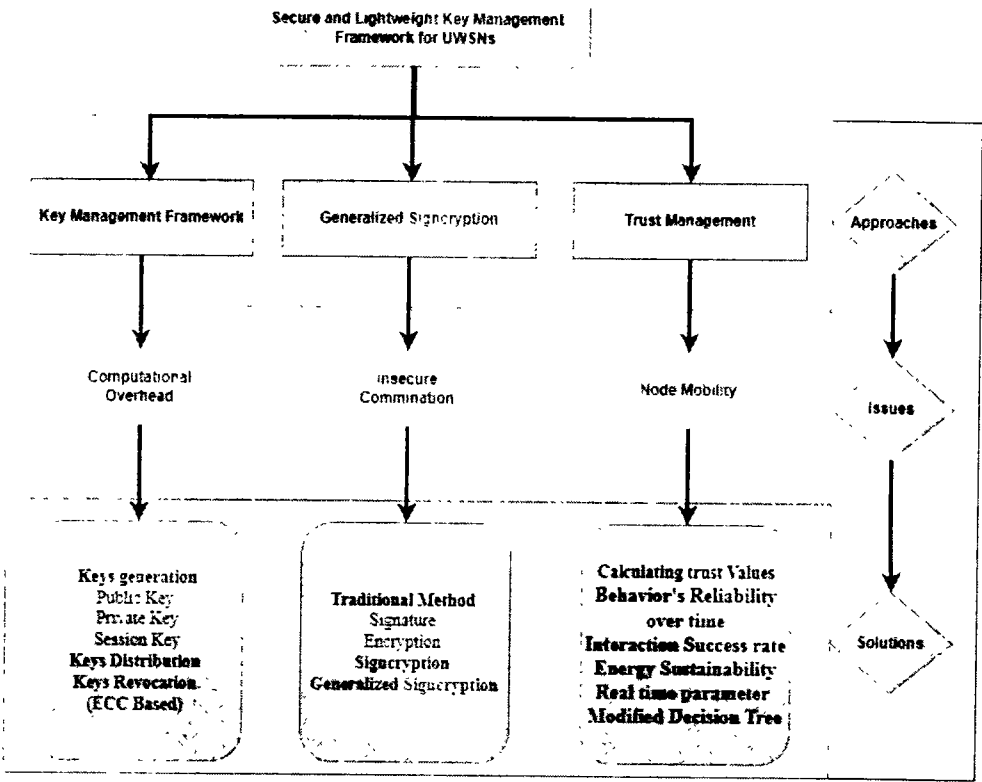 Secure and Lightweight Key Management
Framework for UWSNs
Key Management Framework
Generalized Signcryption
Trust Management
Approaches
Computational
Overhead
Insecure
Commination
Node Mobility
Issues
Keys generation
Public Key
Private Key
Session Key
Keys Distribution
Keys Revocation
(ECC Based)
Traditional Method
Signature
Encryption
Signcryption
Generalized Signcryption
Calculating trust Values
Behavior's Reliability
over time
Interaction Success rate
Energy Sustainability
Real time parameter
Modified Decision Tree
Solutions